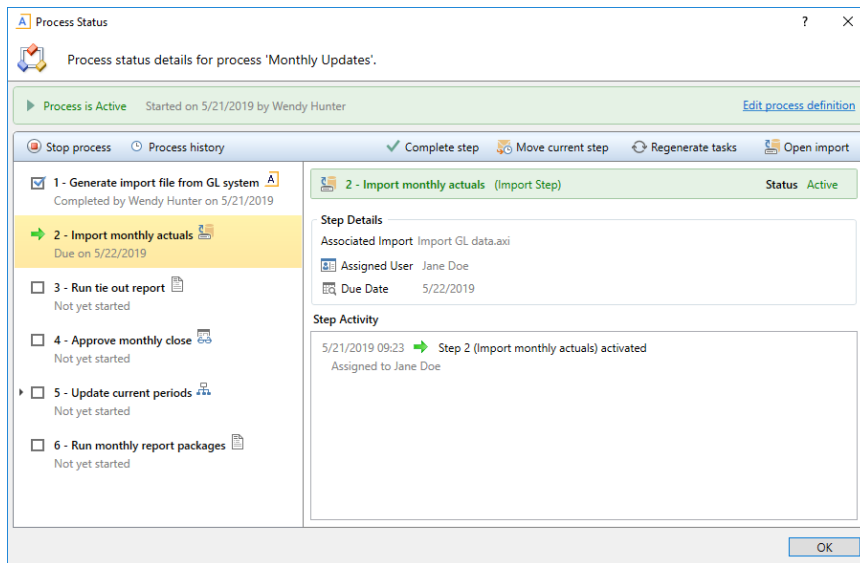 A Process Status ?
Process status details for process 'Monthly Updates'.
Process is Active Started on 5/21/2019 by Wendy Hunter Edit process definition
Stop process Process history Complete step Move current step Regenerate tasks Open import
1 - Generate import file from GL system A
Completed by Wendy Hunter on 5/21/2019
2 - Import monthly actuals
Due on 5/22/2019
3 - Run tie out report
Not yet started
4 - Approve monthly close
Not yet started
5 - Update current periods
Not yet started
6 - Run monthly report packages
Not yet started
2 - Import monthly actuals (Import Step) Status Active
Step Details
Associated Import Import GL data.axi
Assigned User Jane Doe
Due Date 5/22/2019
Step Activity
5/21/2019 09:23 Step 2 (Import monthly actuals) activated
Assigned to Jane Doe
OK